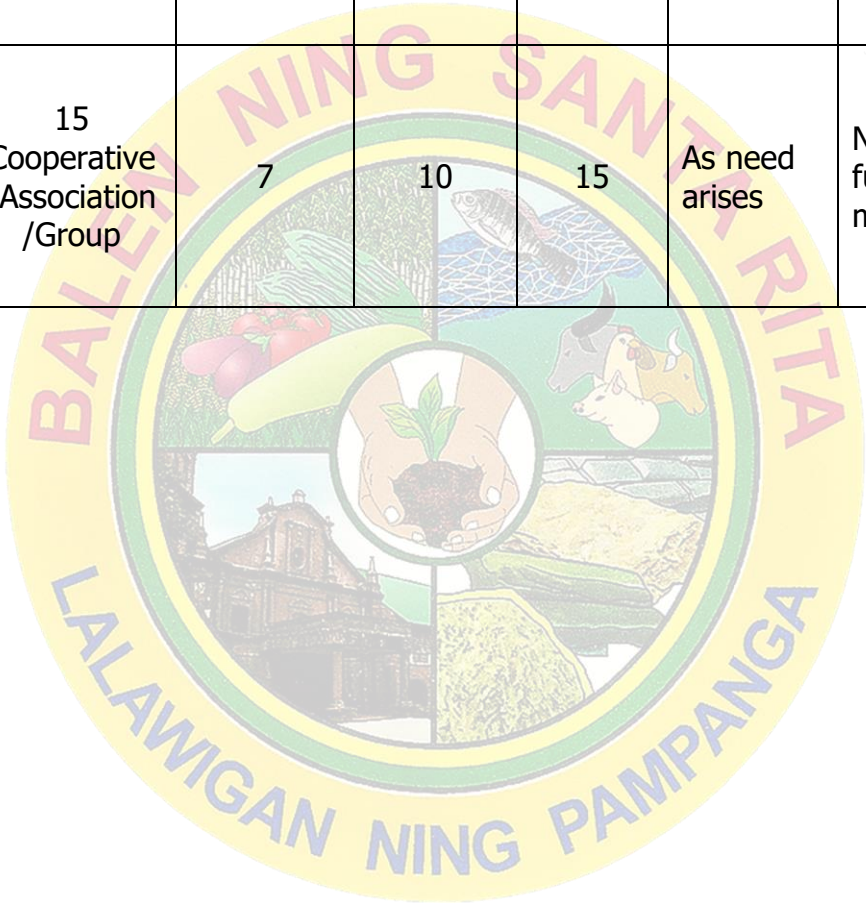 BALEN NING SANTA RITA
15
Cooperative
Association
/Group
7
10
15
As need
arises
LALAWIGAN NING PAMPANGA